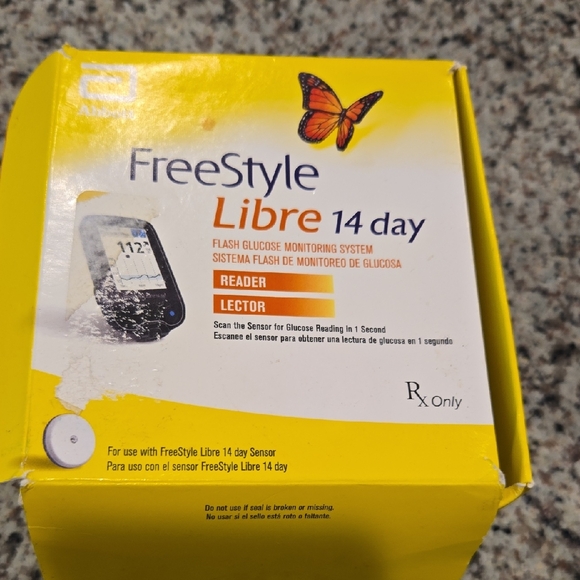 Abbott
FreeStyle
Libre 14 day
FLASH GLUCOSE MONITORING SYSTEM
SISTEMA FLASH DE MONITOREO DE GLUCOSA
READER
LECTOR
112
Scan the Sensor for Glucose Reading in 1 Second
Escanee el sensor para obtener una lectura de glucosa en 1 segundo
Rx Only
For use with FreeStyle Libre 14 day Sensor
Para uso con el sensor FreeStyle Libre 14 day
Do not use if seal is broken or missing.
No usar si el sello está roto o faltante.